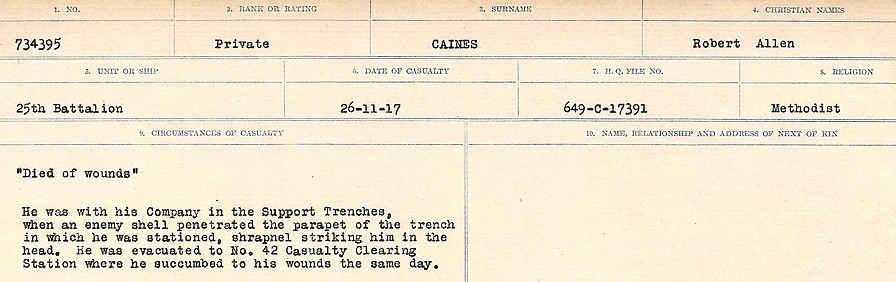 1. NO. 2. RANK OR RATING 3. SURNAME 4. CHRISTIAN NAMES
734395 Private CAINES Robert Allen
5. UNIT OR SHIP 6. DATE OF CASUALTY 7. H. Q. FILE NO. 8. RELIGION
25th Battalion 26-11-17 649-C-17391 Methodist
9. CIRCUMSTANCES OF CASUALTY 10. NAME, RELATIONSHIP AND ADDRESS OF NEXT OF KIN
"Died of wounds"
He was with his Company in the Support Trenches,
when an enemy shell penetrated the parapet of the trench
in which he was stationed, shrapnel striking him in the
head. He was evacuated to No. 42 Casualty Clearing
Station where he succumbed to his wounds the same day.